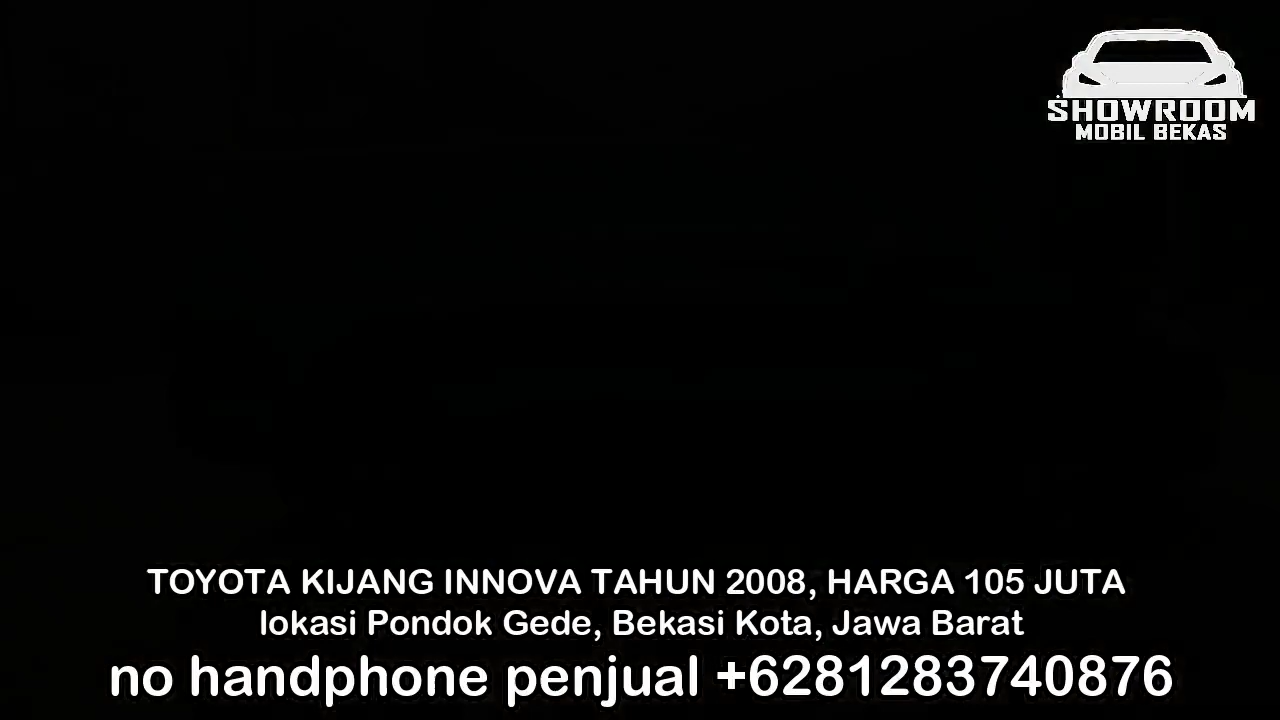 SHOWROOM
MOBIL BEKAS
TOYOTA KIJANG INNOVA TAHUN 2008, HARGA 105 JUTA
lokasi Pondok Gede, Bekasi Kota, Jawa Barat
no handphone penjual +6281283740876